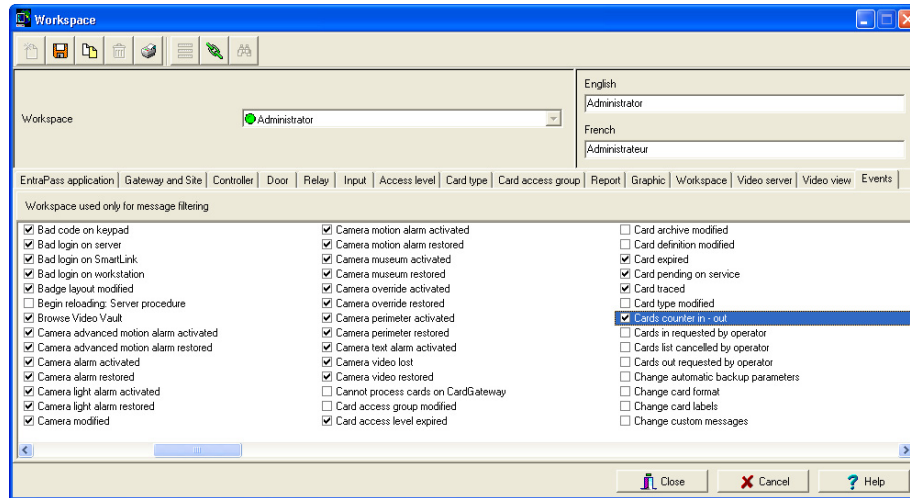 Workspace
English
Administrator
Workspace
Administrator
French
Administrateur
EntraPass application Gateway and Site Controller Door Relay Input Access level Card type Card access group Report Graphic Workspace Video server Video view Events
Workspace used only for message filtering
Bad code on keypad
Bad login on server
Bad login on SmartLink
Bad login on workstation
Badge layout modified
Begin reloading: Server procedure
Browse Video Vault
Camera advanced motion alarm activated
Camera advanced motion alarm restored
Camera alarm activated
Camera alarm restored
Camera light alarm activated
Camera light alarm restored
Camera modified
Camera motion alarm activated
Camera motion alarm restored
Camera museum activated
Camera museum restored
Camera override activated
Camera override restored
Camera perimeter activated
Camera perimeter restored
Camera text alarm activated
Camera video lost
Camera video restored
Cannot process cards on CardGateway
Card access group modified
Card access level expired
Card archive modified
Card definition modified
Card expired
Card pending on service
Card traced
Card type modified
Cards counter in - out
Cards in requested by operator
Cards list cancelled by operator
Cards out requested by operator
Change automatic backup parameters
Change card format
Change card labels
Change custom messages
Close Cancel Help